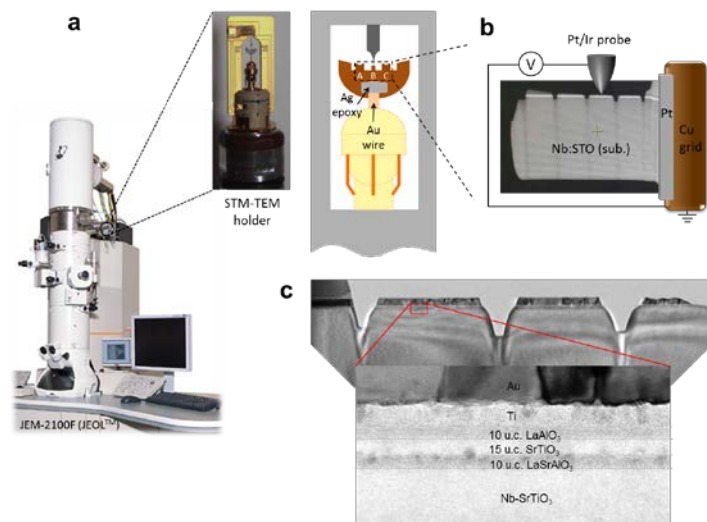 a
STM-TEM
holder
JEM-2100F (JEOL™)
A B C
Ag
epoxy
Au
wire
b
Pt/Ir probe
V
Pt
Cu
grid
Nb:STO (sub.)
c
Au
Ti
10 u.c. LaAlO₃
15 u.c. SrTiO₃
10 u.c. LaSrAlO₃
Nb-SrTiO₃